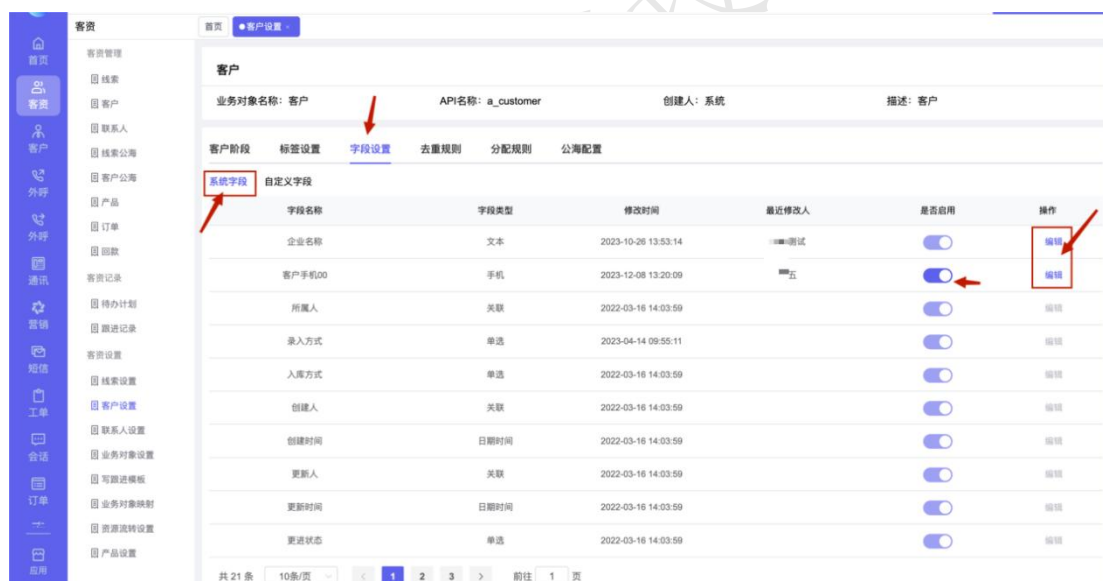 首页
客资
客户
外呼
外呼
通讯
营销
短信
工单
会话
订单
应用
客资
客资管理
线索
客户
联系人
线索公海
客户公海
产品
订单
回款
客资记录
待办计划
跟进记录
客资设置
线索设置
客户设置
联系人设置
业务对象设置
写跟进模板
业务对象映射
资源流转设置
产品设置
首页 客户设置
客户
业务对象名称：客户 API名称：a_customer 创建人：系统 描述：客户
客户阶段 标签设置 字段设置 去重规则 分配规则 公海配置
系统字段 自定义字段
字段名称 字段类型 修改时间 最近修改人 是否启用 操作
企业名称 文本 2023-10-26 13:53:14 测试 编辑
客户手机00 手机 2023-12-08 13:20:09 五 编辑
所属人 关联 2022-03-16 14:03:59 编辑
录入方式 单选 2023-04-14 09:55:11 编辑
入库方式 单选 2022-03-16 14:03:59 编辑
创建人 关联 2022-03-16 14:03:59 编辑
创建时间 日期时间 2022-03-16 14:03:59 编辑
更新人 关联 2022-03-16 14:03:59 编辑
更新时间 日期时间 2022-03-16 14:03:59 编辑
更进状态 单选 2022-03-16 14:03:59 编辑
共 21 条 10条/页 < 1 2 3 > 前往 1 页